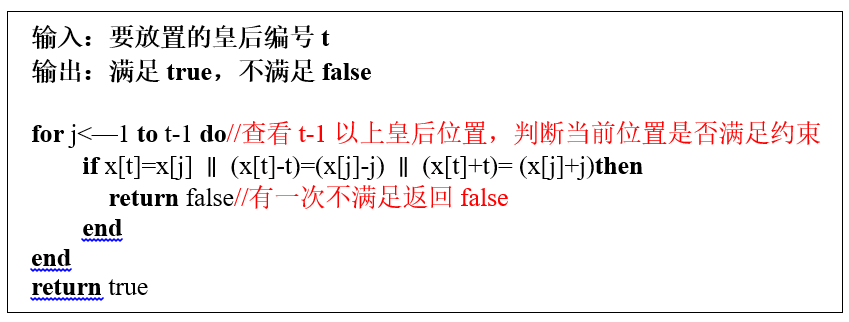 输入：要放置的皇后编号 t
输出：满足 true，不满足 false
for j<—1 to t-1 do//查看 t-1 以上皇后位置，判断当前位置是否满足约束
if x[t]=x[j] ‖ (x[t]-t)=(x[j]-j) ‖ (x[t]+t)= (x[j]+j)then
return false//有一次不满足返回 false
end
end
return true